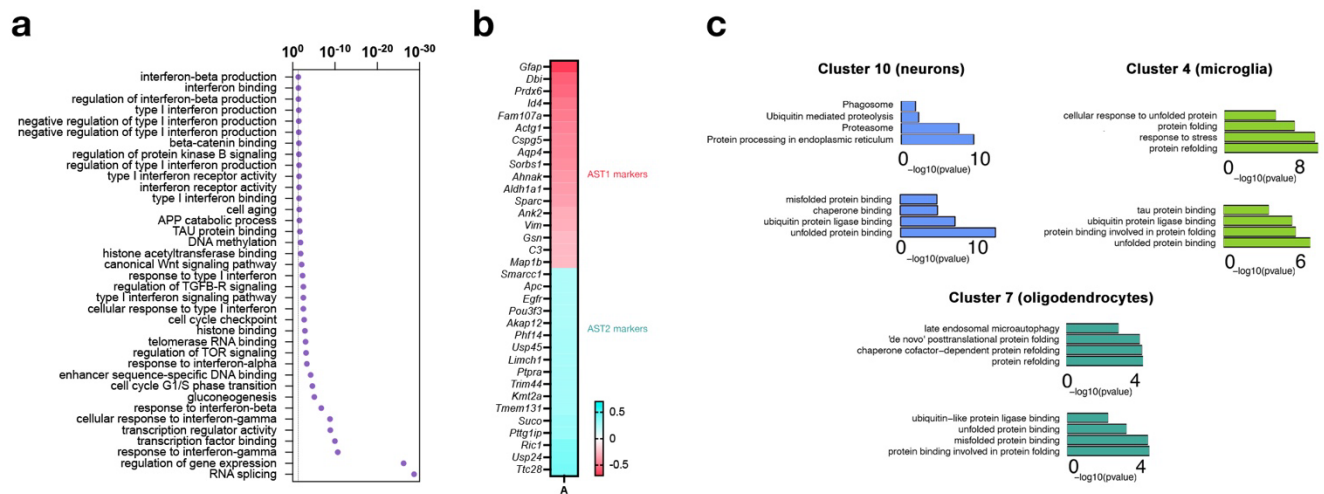 a
10⁰ 10⁻¹⁰ 10⁻²⁰ 10⁻³⁰
interferon-beta production
interferon binding
regulation of interferon-beta production
type I interferon production
negative regulation of type I interferon production
negative regulation of type I interferon production
beta-catenin binding
regulation of protein kinase B signaling
regulation of type I interferon production
type I interferon receptor activity
interferon receptor activity
type I interferon binding
cell aging
APP catabolic process
TAU protein binding
DNA methylation
histone acetyltransferase binding
canonical Wnt signaling pathway
response to type I interferon
regulation of TGFB-R signaling
type I interferon signaling pathway
cellular response to type I interferon
cell cycle checkpoint
histone binding
telomerase RNA binding
regulation of TOR signaling
response to interferon-alpha
enhancer sequence-specific DNA binding
cell cycle G1/S phase transition
gluconeogenesis
response to interferon-beta
cellular response to interferon-gamma
transcription regulator activity
transcription factor binding
response to interferon-gamma
regulation of gene expression
RNA splicing
b
Gfap
Dbi
Prdx6
Id4
Fam107a
Actg1
Cspg5
Aqp4
Sorbs1
Ahnak
Aldh1a1
Sparc
Ank2
Vim
Gsn
C3
Map1b
Smarcc1
Apc
Egfr
Pou3f3
Akap12
Phf14
Usp45
Limch1
Ptpra
Trim44
Kmt2a
Tmem131
Suco
Pttg1ip
Ric1
Usp24
Ttc28
A
AST1 markers
AST2 markers
0.5
0
-0.5
c
Cluster 10 (neurons)
Phagosome
Ubiquitin mediated proteolysis
Proteasome
Protein processing in endoplasmic reticulum
0 10
−log10(pvalue)
misfolded protein binding
chaperone binding
ubiquitin protein ligase binding
unfolded protein binding
0 10
−log10(pvalue)
Cluster 4 (microglia)
cellular response to unfolded protein
protein folding
response to stress
protein refolding
0 8
−log10(pvalue)
tau protein binding
ubiquitin protein ligase binding
protein binding involved in protein folding
unfolded protein binding
0 6
−log10(pvalue)
Cluster 7 (oligodendrocytes)
late endosomal microautophagy
'de novo' posttranslational protein folding
chaperone cofactor-dependent protein refolding
protein refolding
0 4
−log10(pvalue)
ubiquitin−like protein ligase binding
unfolded protein binding
misfolded protein binding
protein binding involved in protein folding
0 4
−log10(pvalue)